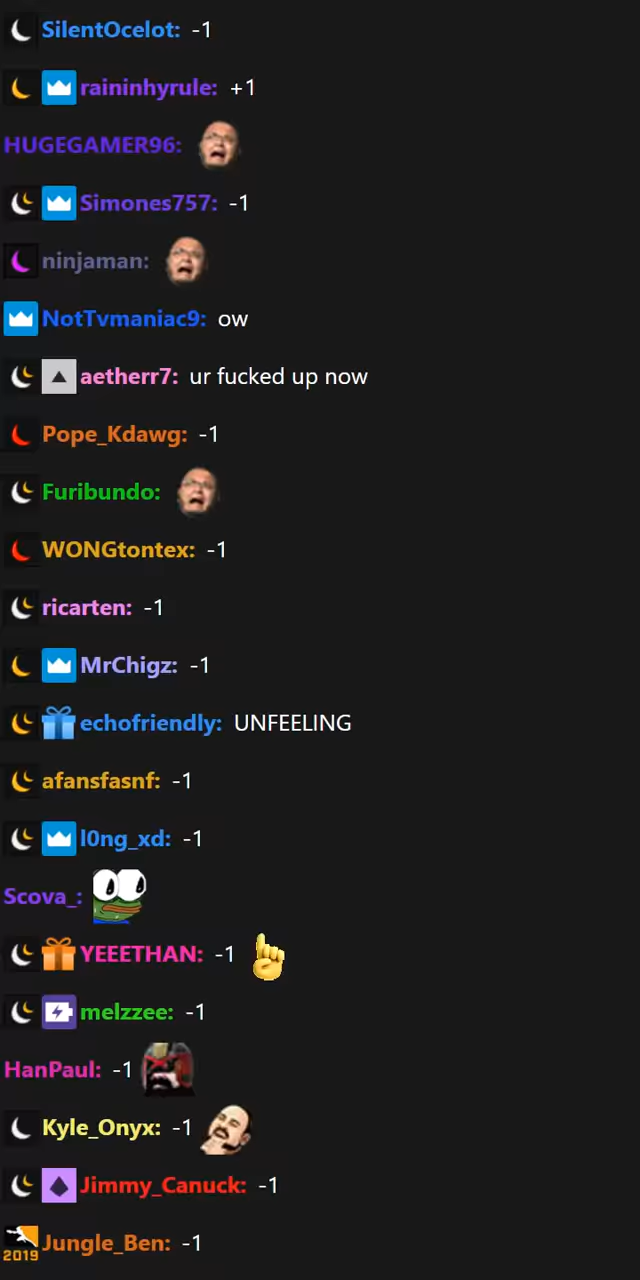 SilentOcelot: -1
raininhyrule: +1
HUGEGAMER96:
Simones757: -1
ninjaman:
NotTvmaniac9: ow
aetherr7: ur fucked up now
Pope_Kdawg: -1
Furibundo:
WONGtontex: -1
ricarten: -1
MrChigz: -1
echofriendly: UNFEELING
afansfasnf: -1
l0ng_xd: -1
Scova_:
YEEETHAN: -1
melzzee: -1
HanPaul: -1
Kyle_Onyx: -1
Jimmy_Canuck: -1
2019 Jungle_Ben: -1